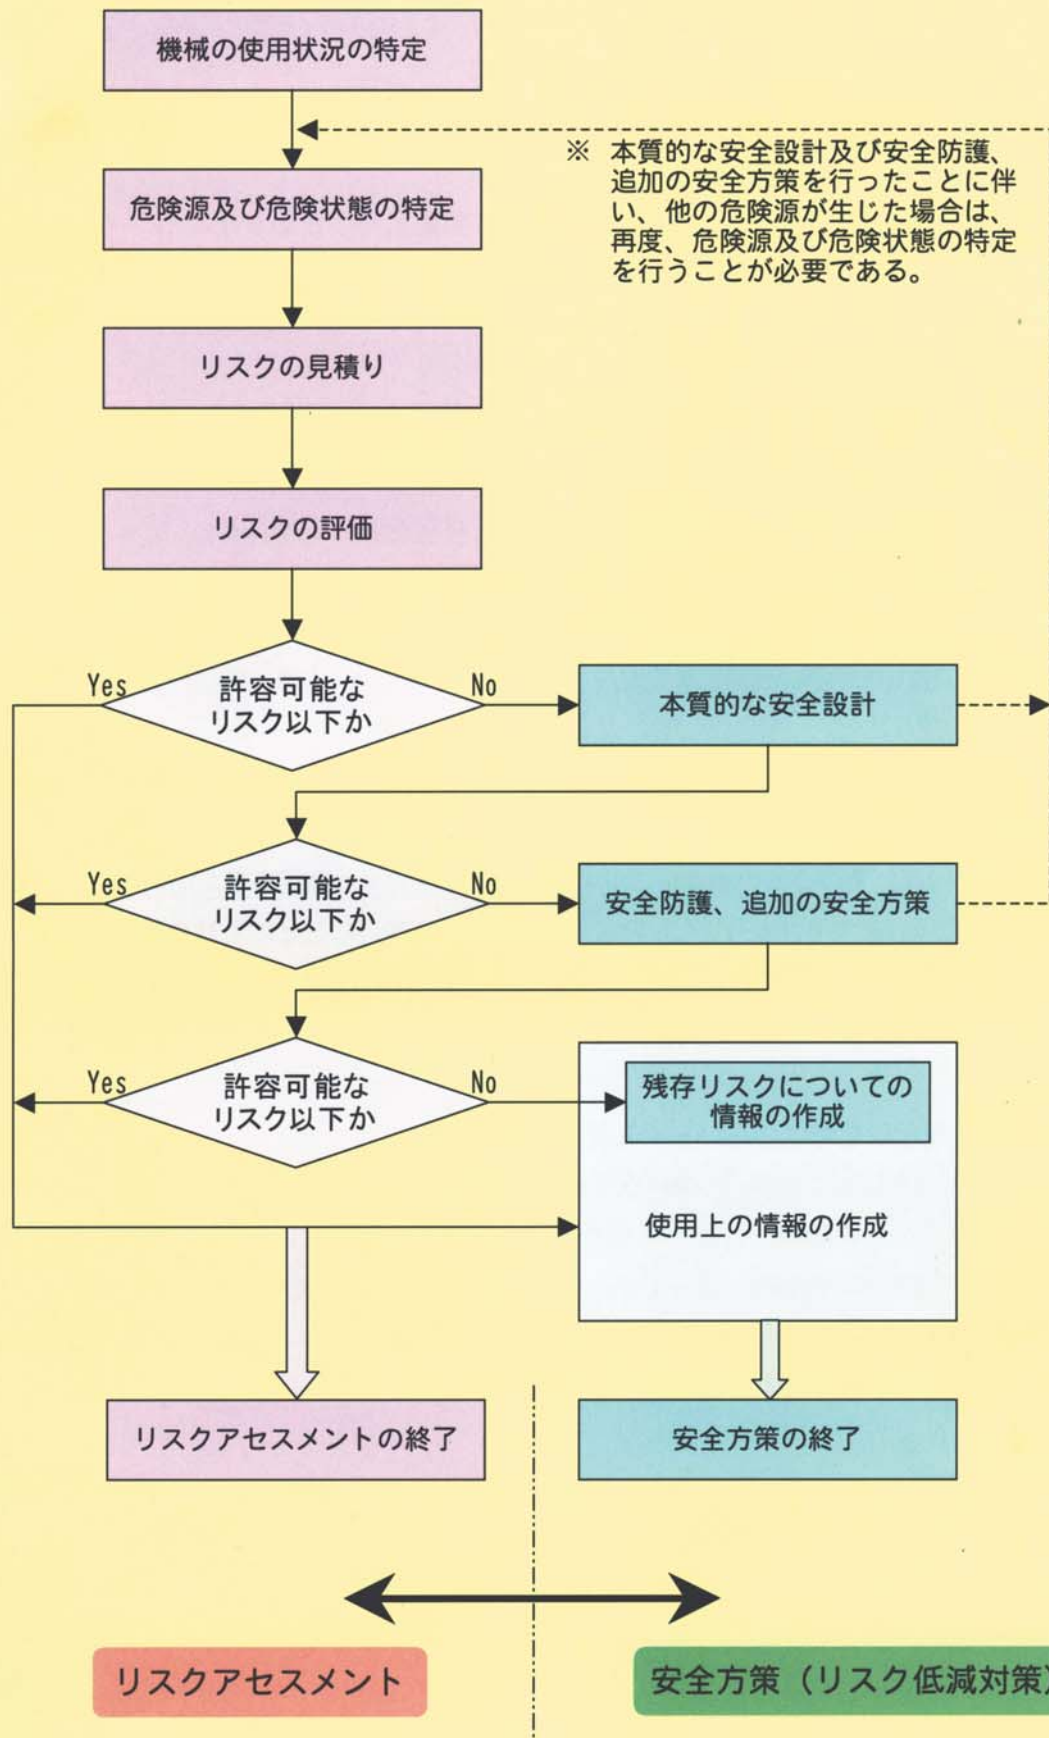 機械の使用状況の特定
※ 本質的な安全設計及び安全防護、
追加の安全方策を行ったことに伴
い、他の危険源が生じた場合は、
再度、危険源及び危険状態の特定
を行うことが必要である。
危険源及び危険状態の特定
リスクの見積り
リスクの評価
Yes
許容可能な
リスク以下か
No
本質的な安全設計
Yes
許容可能な
リスク以下か
No
安全防護、追加の安全方策
Yes
許容可能な
リスク以下か
No
残存リスクについての
情報の作成
使用上の情報の作成
リスクアセスメントの終了
安全方策の終了
リスクアセスメント
安全方策（リスク低減対策）